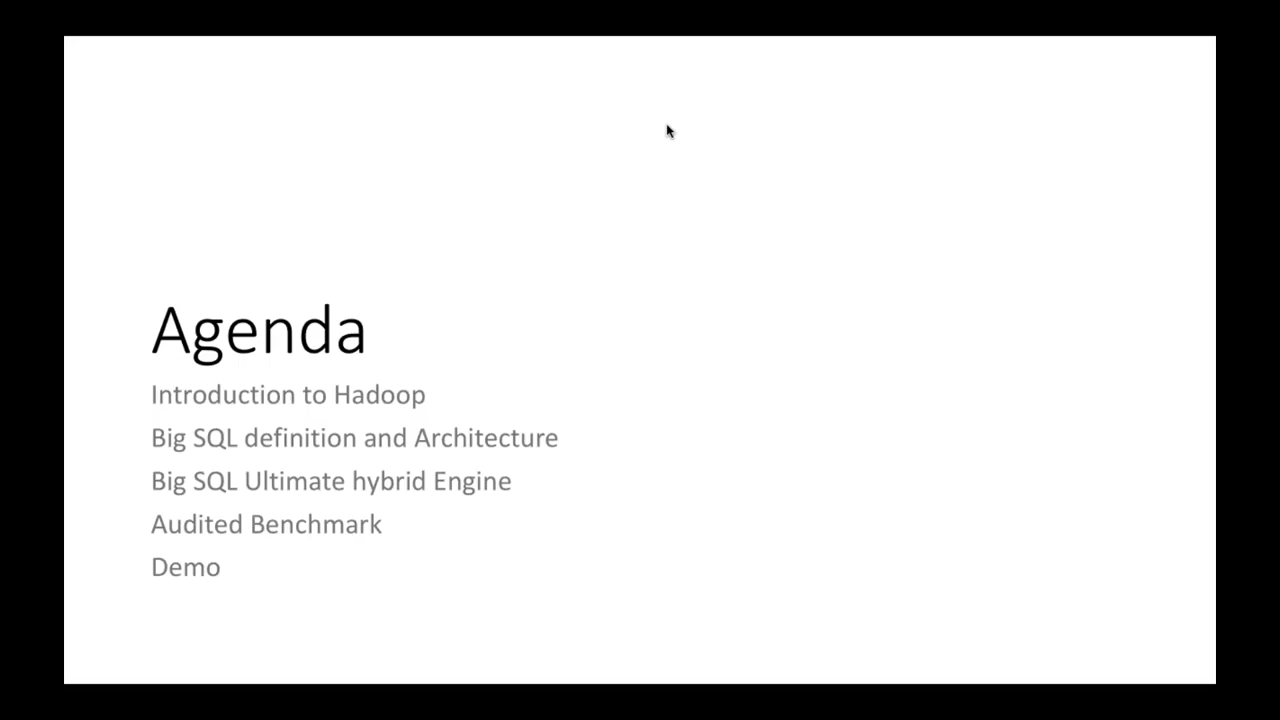 Agenda
Introduction to Hadoop
Big SQL definition and Architecture
Big SQL Ultimate hybrid Engine
Audited Benchmark
Demo